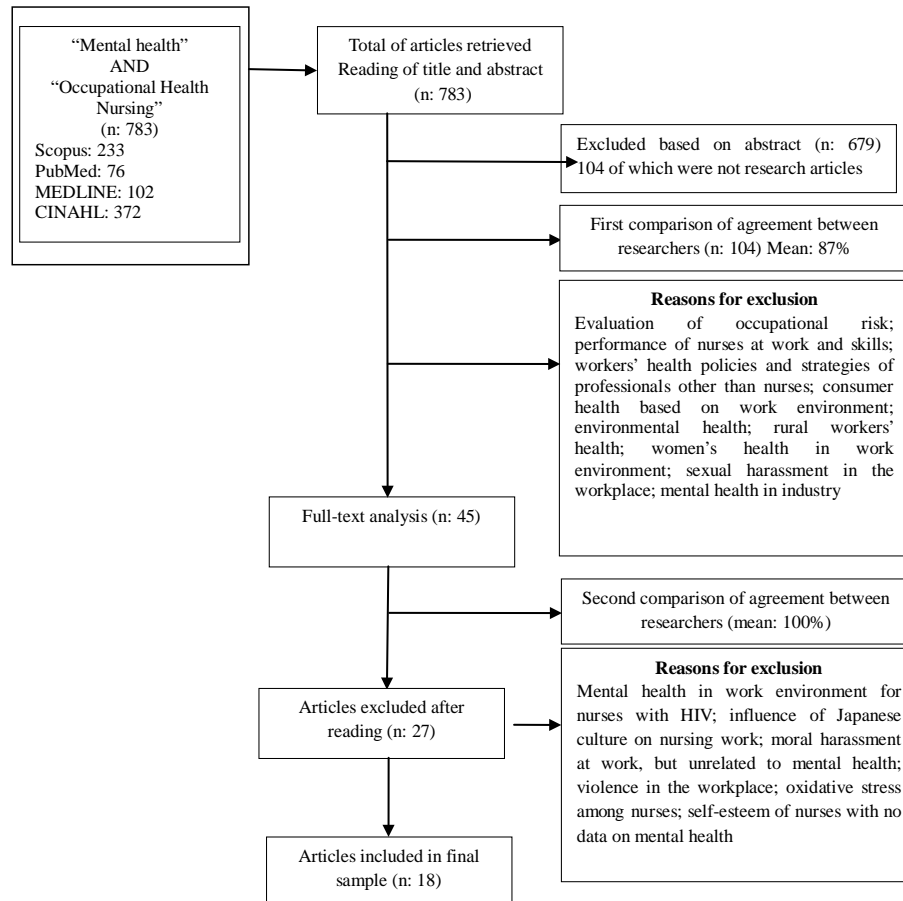 “Mental health”
AND
“Occupational Health
Nursing”
(n: 783)
Scopus: 233
PubMed: 76
MEDLINE: 102
CINAHL: 372
Total of articles retrieved
Reading of title and abstract
(n: 783)
Excluded based on abstract (n: 679)
104 of which were not research articles
First comparison of agreement between
researchers (n: 104) Mean: 87%
Reasons for exclusion
Evaluation of occupational risk;
performance of nurses at work and skills;
workers’ health policies and strategies of
professionals other than nurses; consumer
health based on work environment;
environmental health; rural workers’
health; women’s health in work
environment; sexual harassment in the
workplace; mental health in industry
Full-text analysis (n: 45)
Second comparison of agreement between
researchers (mean: 100%)
Articles excluded after
reading (n: 27)
Reasons for exclusion
Mental health in work environment for
nurses with HIV; influence of Japanese
culture on nursing work; moral harassment
at work, but unrelated to mental health;
violence in the workplace; oxidative stress
among nurses; self-esteem of nurses with no
data on mental health
Articles included in final
sample (n: 18)